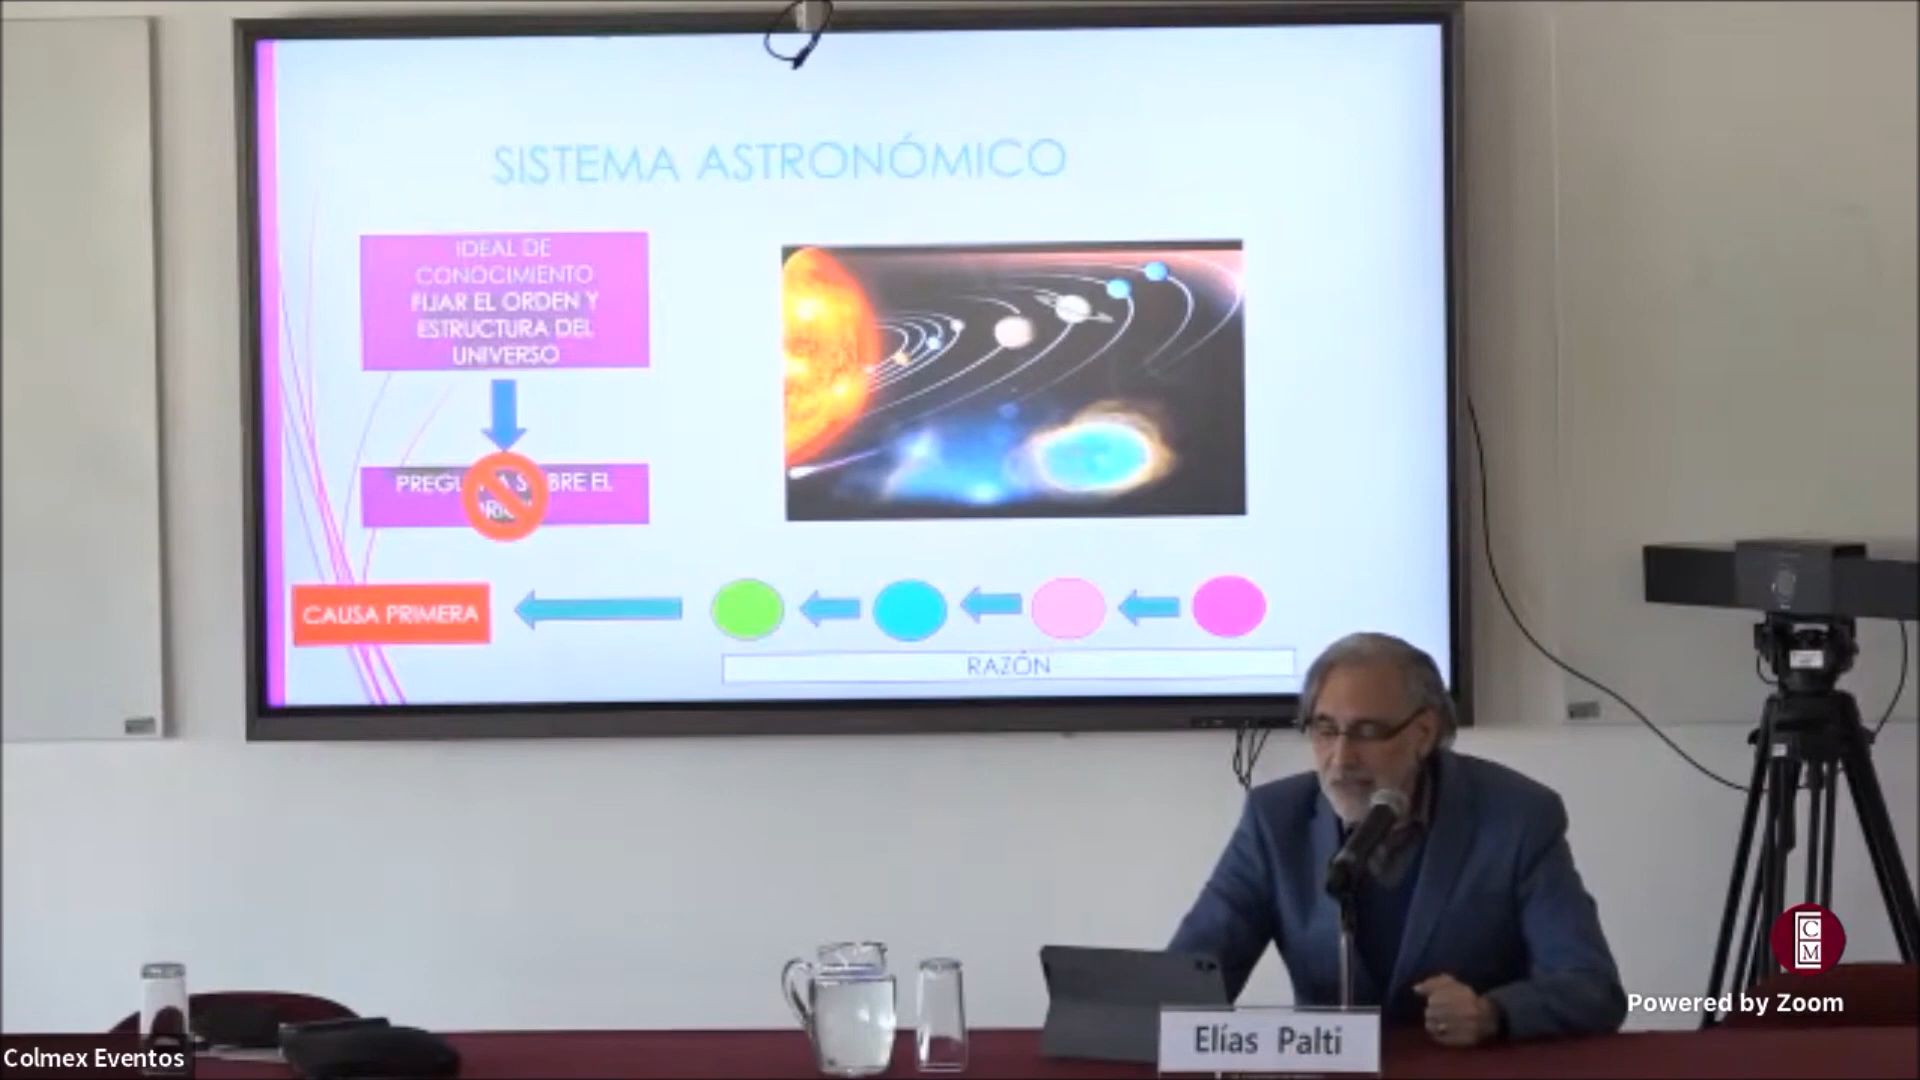 SISTEMA ASTRONÓMICO
IDEAL DE
CONOCIMIENTO
FIJAR EL ORDEN Y
ESTRUCTURA DEL
UNIVERSO
BRE EL
CAUSA PRIMERA
RAZÓN
Elías Palti
C
M
Powered by Zoom
Colmex Eventos